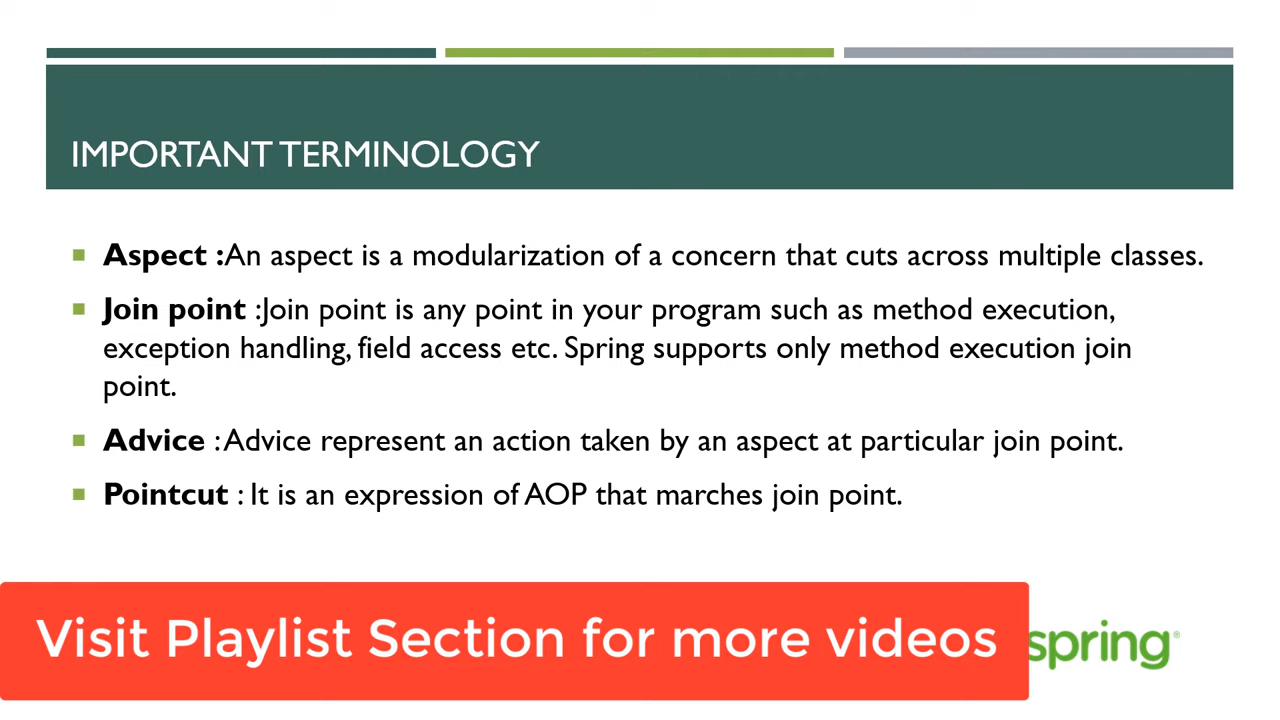 IMPORTANT TERMINOLOGY
Aspect :An aspect is a modularization of a concern that cuts across multiple classes.
Join point :Join point is any point in your program such as method execution,
exception handling, field access etc. Spring supports only method execution join
point.
Advice : Advice represent an action taken by an aspect at particular join point.
Pointcut : It is an expression of AOP that marches join point.
Visit Playlist Section for more videos
spring®